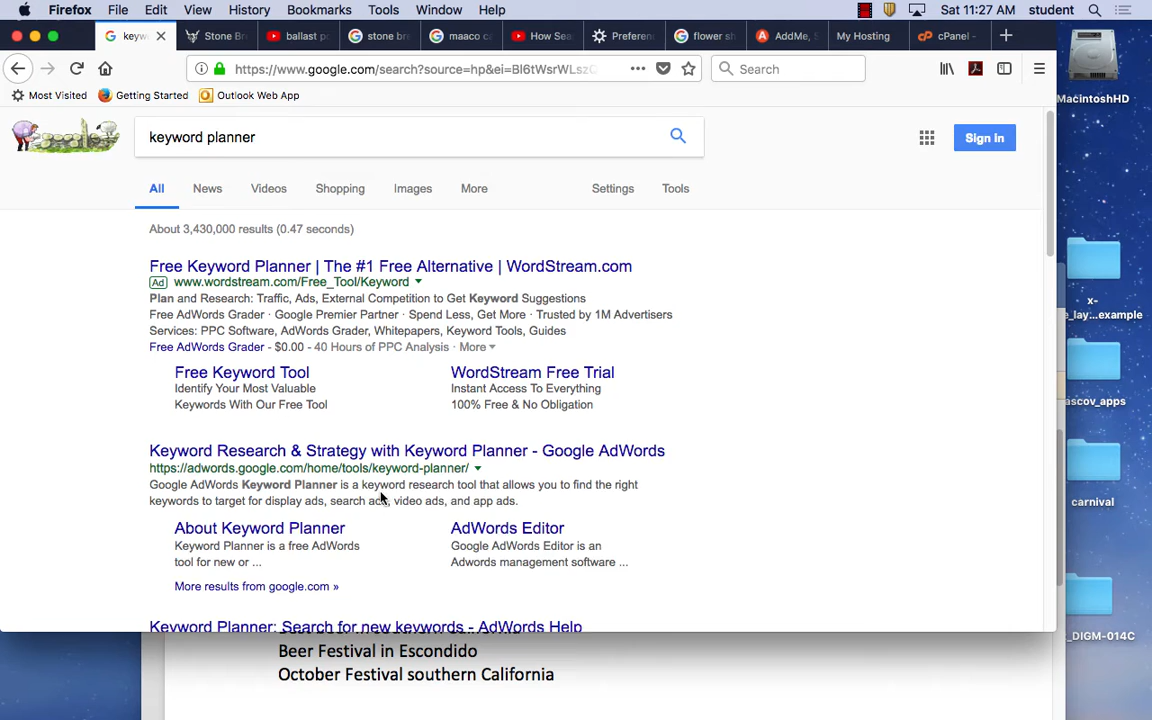 Firefox File Edit View History Bookmarks Tools Window Help Sat 11:27 AM student
keyw Stone Br ballast po stone bre maaco ca How Sea Preferen flower sh AddMe, S My Hosting cPanel -
https://www.google.com/search?source=hp&ei=BI6tWsrWLsz Search
Most Visited Getting Started Outlook Web App
MacintoshHD
keyword planner
Sign in
All News Videos Shopping Images More Settings Tools
About 3,430,000 results (0.47 seconds)
Free Keyword Planner | The #1 Free Alternative | WordStream.com
Ad www.wordstream.com/Free_Tool/Keyword
Plan and Research: Traffic, Ads, External Competition to Get Keyword Suggestions
Free AdWords Grader · Google Premier Partner · Spend Less, Get More · Trusted by 1M Advertisers
Services: PPC Software, AdWords Grader, Whitepapers, Keyword Tools, Guides
Free AdWords Grader - $0.00 - 40 Hours of PPC Analysis · More
Free Keyword Tool
Identify Your Most Valuable
Keywords With Our Free Tool
WordStream Free Trial
Instant Access To Everything
100% Free & No Obligation
Keyword Research & Strategy with Keyword Planner - Google AdWords
https://adwords.google.com/home/tools/keyword-planner/
Google AdWords Keyword Planner is a keyword research tool that allows you to find the right
keywords to target for display ads, search ads, video ads, and app ads.
About Keyword Planner
Keyword Planner is a free AdWords
tool for new or ...
AdWords Editor
Google AdWords Editor is an
Adwords management software ...
More results from google.com »
Keyword Planner: Search for new keywords - AdWords Help
Beer Festival in Escondido
October Festival southern California
x-
e_lay...example
ascov_apps
carnival
_DIGM-014C